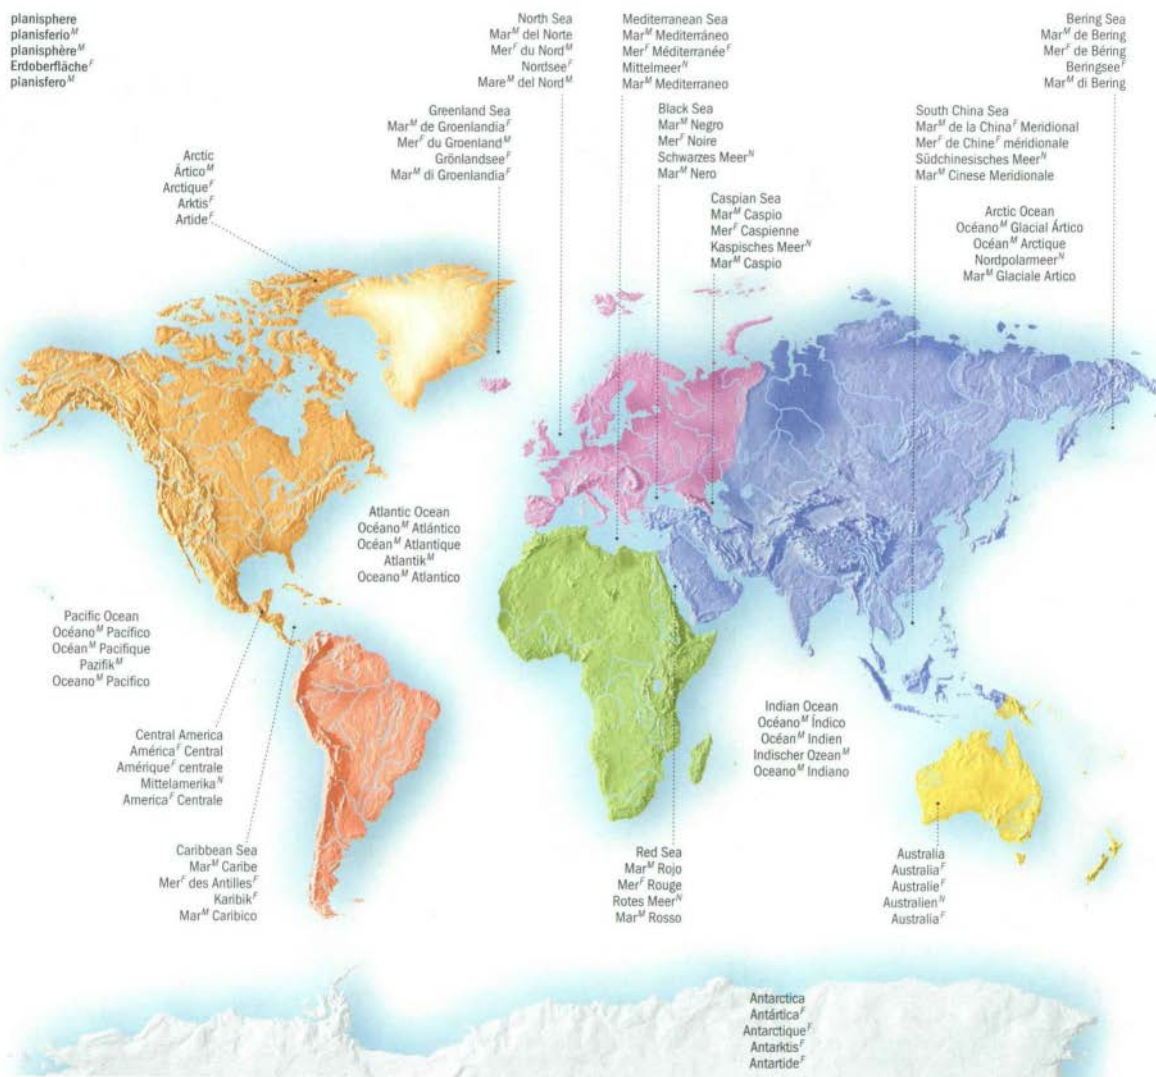 planisphere
planisferio^M
planisphère^M
Erdoberfläche^F
planisfero^M
North Sea
Mar^M del Norte
Mer^F du Nord^M
Nordsee^F
Mare^M del Nord^M
Mediterranean Sea
Mar^M Mediterráneo
Mer^F Méditerranée^F
Mittelmeer^N
Mar^M Mediterraneo
Bering Sea
Mar^M de Bering
Mer^F de Béring
Beringsee^F
Mar^M di Bering
Greenland Sea
Mar^M de Groenlandia^F
Mer^F du Groenland^M
Grönlandsee^F
Mar^M di Groenlandia^F
Black Sea
Mar^M Negro
Mer^F Noire
Schwarzes Meer^N
Mar^M Nero
South China Sea
Mar^M de la China^F Meridional
Mer^F de Chine^F méridionale
Südchinesisches Meer^N
Mar^M Cinese Meridionale
Arctic
Ártico^M
Arctique^F
Arktis^F
Artide^F
Caspian Sea
Mar^M Caspio
Mer^F Caspienne
Kaspisches Meer^N
Mar^M Caspio
Arctic Ocean
Océano^M Glacial Ártico
Océan^M Arctique
Nordpolarmeer^N
Mar^M Glaciale Artico
Atlantic Ocean
Océano^M Atlántico
Océan^M Atlantique
Atlantik^M
Oceano^M Atlantico
Pacific Ocean
Océano^M Pacífico
Océan^M Pacifique
Pazifik^M
Oceano^M Pacifico
Central America
América^F Central
Amérique^F centrale
Mittelamerika^N
America^F Centrale
Indian Ocean
Océano^M Índico
Océan^M Indien
Indischer Ozean^M
Oceano^M Indiano
Caribbean Sea
Mar^M Caribe
Mer^F des Antilles^F
Karibik^F
Mar^M Caribico
Red Sea
Mar^M Rojo
Mer^F Rouge
Rotes Meer^N
Mar^M Rosso
Australia
Australia^F
Australie^F
Australien^N
Australia^F
Antarctica
Antártica^F
Antarctique^F
Antarktis^F
Antartide^F